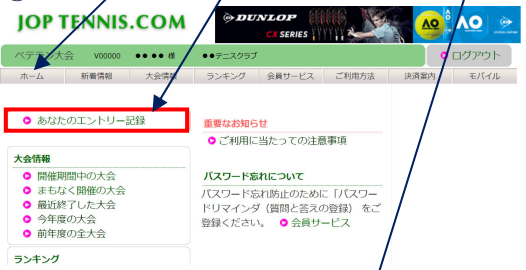 JOP TENNIS.COM
DUNLOP
CX SERIES
AO
AO
ベテラン大会 V00000 ●●●● 様 ●●テニスクラブ ログアウト
ホーム 新着情報 大会情報 ランキング 会員サービス ご利用方法 決済案内 モバイル
あなたのエントリー記録
重要なお知らせ
ご利用に当たっての注意事項
大会情報
開催期間中の大会
まもなく開催の大会
最近終了した大会
今年度の大会
前年度の全大会
パスワード忘れについて
パスワード忘れ防止のために「パスワー
ドリマインダ（質問と答えの登録） をご
登録ください。 会員サービス
ランキング